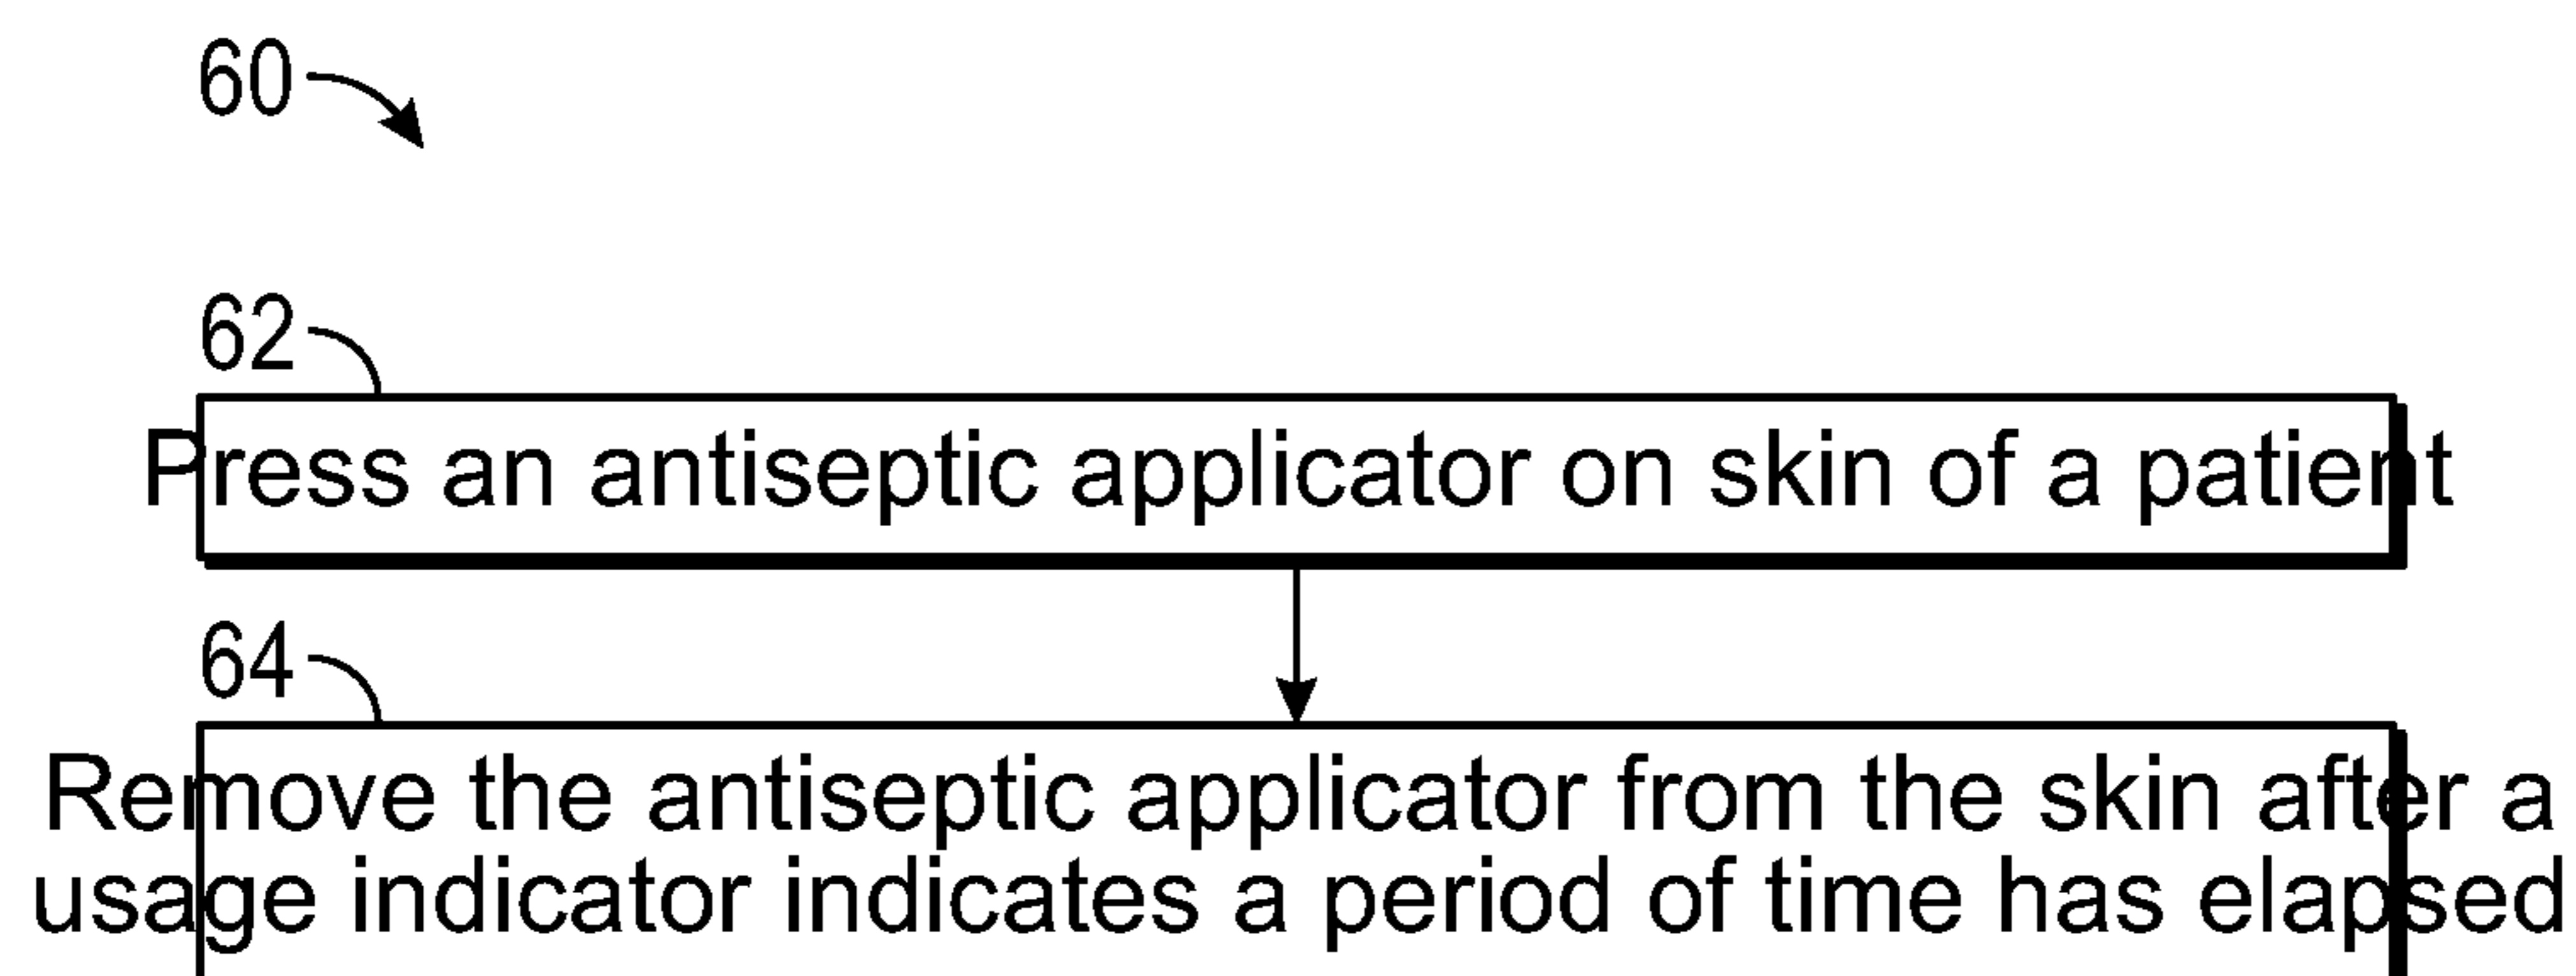 60
62
Press an antiseptic applicator on skin of a patient
64
Remove the antiseptic applicator from the skin after a
usage indicator indicates a period of time has elapsed